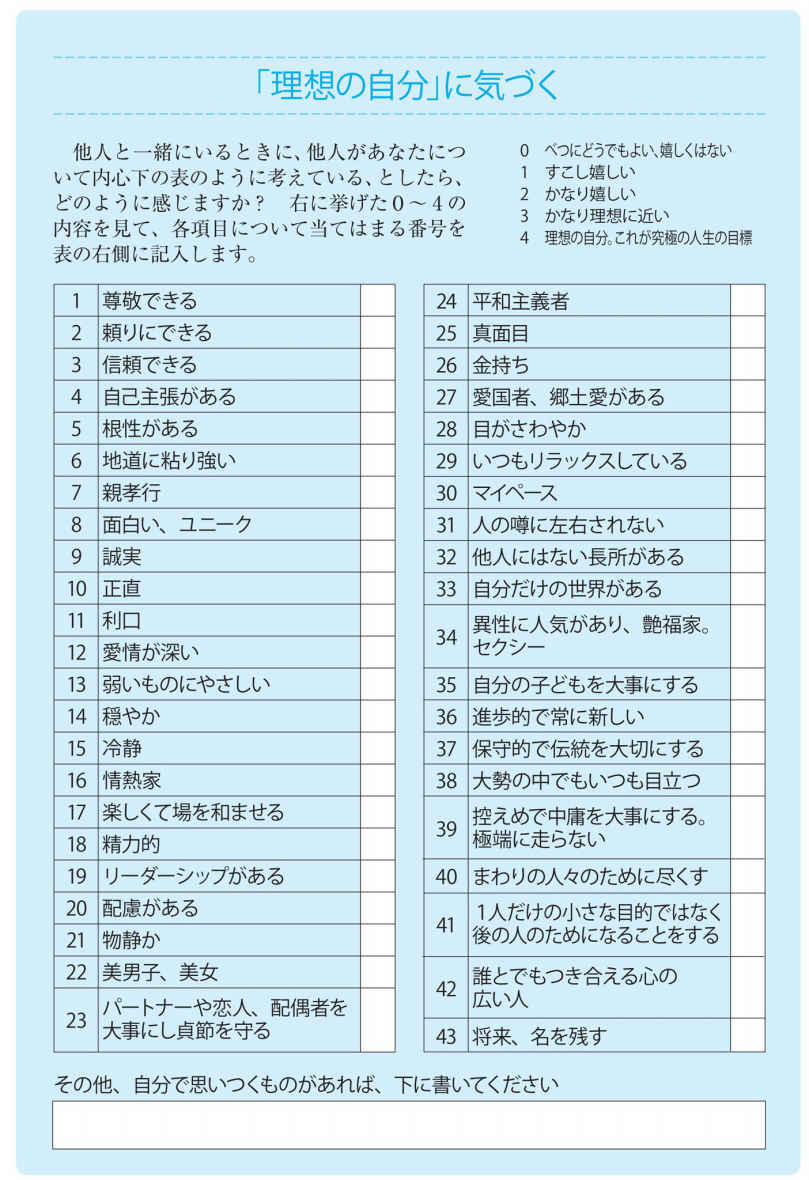 「理想の自分」に気づく
他人と一緒にいるときに、他人があなたにつ
いて内心下の表のように考えている、としたら、
どのように感じますか？　右に挙げた０～４の
内容を見て、各項目について当てはまる番号を
表の右側に記入します。
0 べつにどうでもよい、嬉しくはない
1 すこし嬉しい
2 かなり嬉しい
3 かなり理想に近い
4 理想の自分。これが究極の人生の目標
1 尊敬できる
2 頼りにできる
3 信頼できる
4 自己主張がある
5 根性がある
6 地道に粘り強い
7 親孝行
8 面白い、ユニーク
9 誠実
10 正直
11 利口
12 愛情が深い
13 弱いものにやさしい
14 穏やか
15 冷静
16 情熱家
17 楽しくて場を和ませる
18 精力的
19 リーダーシップがある
20 配慮がある
21 物静か
22 美男子、美女
23 パートナーや恋人、配偶者を
大事にし貞節を守る
24 平和主義者
25 真面目
26 金持ち
27 愛国者、郷土愛がある
28 目がさわやか
29 いつもリラックスしている
30 マイペース
31 人の噂に左右されない
32 他人にはない長所がある
33 自分だけの世界がある
34 異性に人気があり、艶福家。
セクシー
35 自分の子どもを大事にする
36 進歩的で常に新しい
37 保守的で伝統を大切にする
38 大勢の中でもいつも目立つ
39 控えめで中庸を大事にする。
極端に走らない
40 まわりの人々のために尽くす
41 １人だけの小さな目的ではなく
後の人のためになることをする
42 誰とでもつき合える心の
広い人
43 将来、名を残す
その他、自分で思いつくものがあれば、下に書いてください